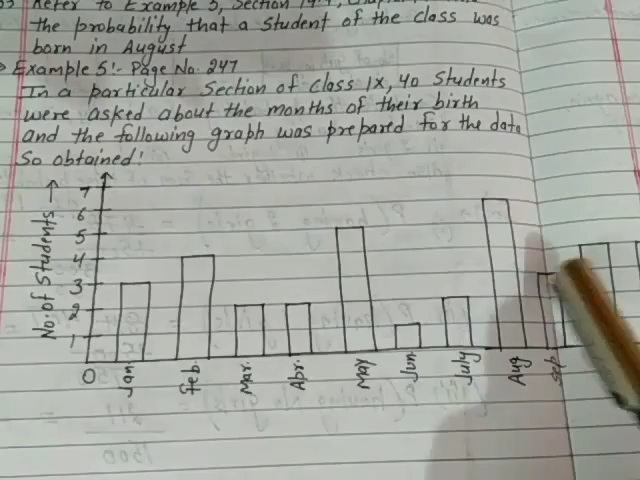 Refer to Example 5, Section
the probability that a student of the class was
born in August
Example 5:- Page No. 247
In a particular Section of Class IX, 40 Students
were asked about the months of their birth
and the following graph was prepared for the data
So obtained:
No. of Students →
7
6
5
4
3
2
1
0
Jan.
Feb.
Mar.
Apr.
May
Jun.
July
Aug
Sep.